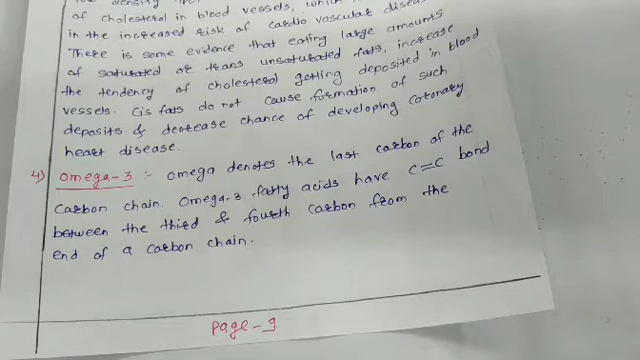 low density
of cholesterol in blood vessels, which
in the increased risk of cardio vascular disea
There is some evidence that eating large amounts
of saturated or trans unsaturated fats, increase
the tendency of cholesterol getting deposited in blood
vessels. Cis fats do not cause formation of such
deposits & decrease chance of developing coronary
heart disease.
4) Omega-3 :- omega denotes the last carbon of the
carbon chain. Omega-3 fatty acids have C=C bond
between the third & fourth carbon from the
end of a carbon chain.
page-9